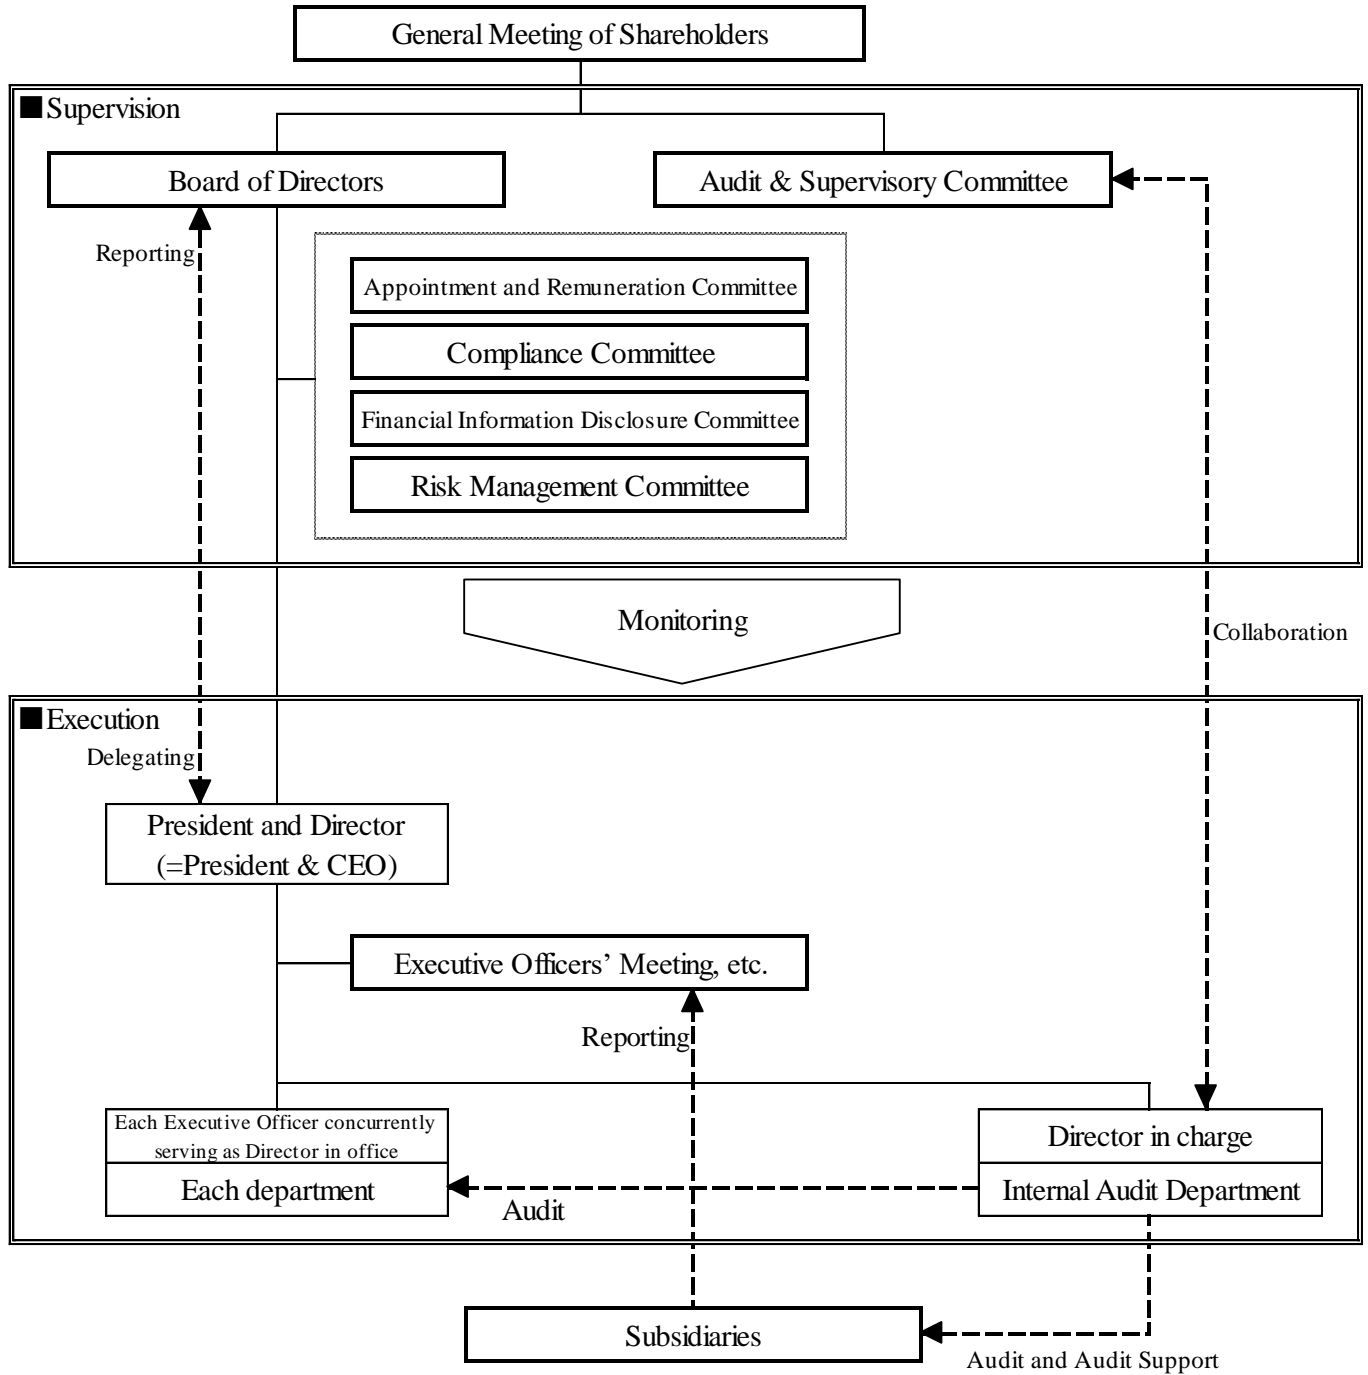 General Meeting of Shareholders
■Supervision
Board of Directors
Audit & Supervisory Committee
Reporting
Appointment and Remuneration Committee
Compliance Committee
Financial Information Disclosure Committee
Risk Management Committee
Monitoring
Collaboration
■Execution
Delegating
President and Director
(=President & CEO)
Executive Officers’ Meeting, etc.
Reporting
Each Executive Officer concurrently
serving as Director in office
Each department
Director in charge
Internal Audit Department
Audit
Subsidiaries
Audit and Audit Support